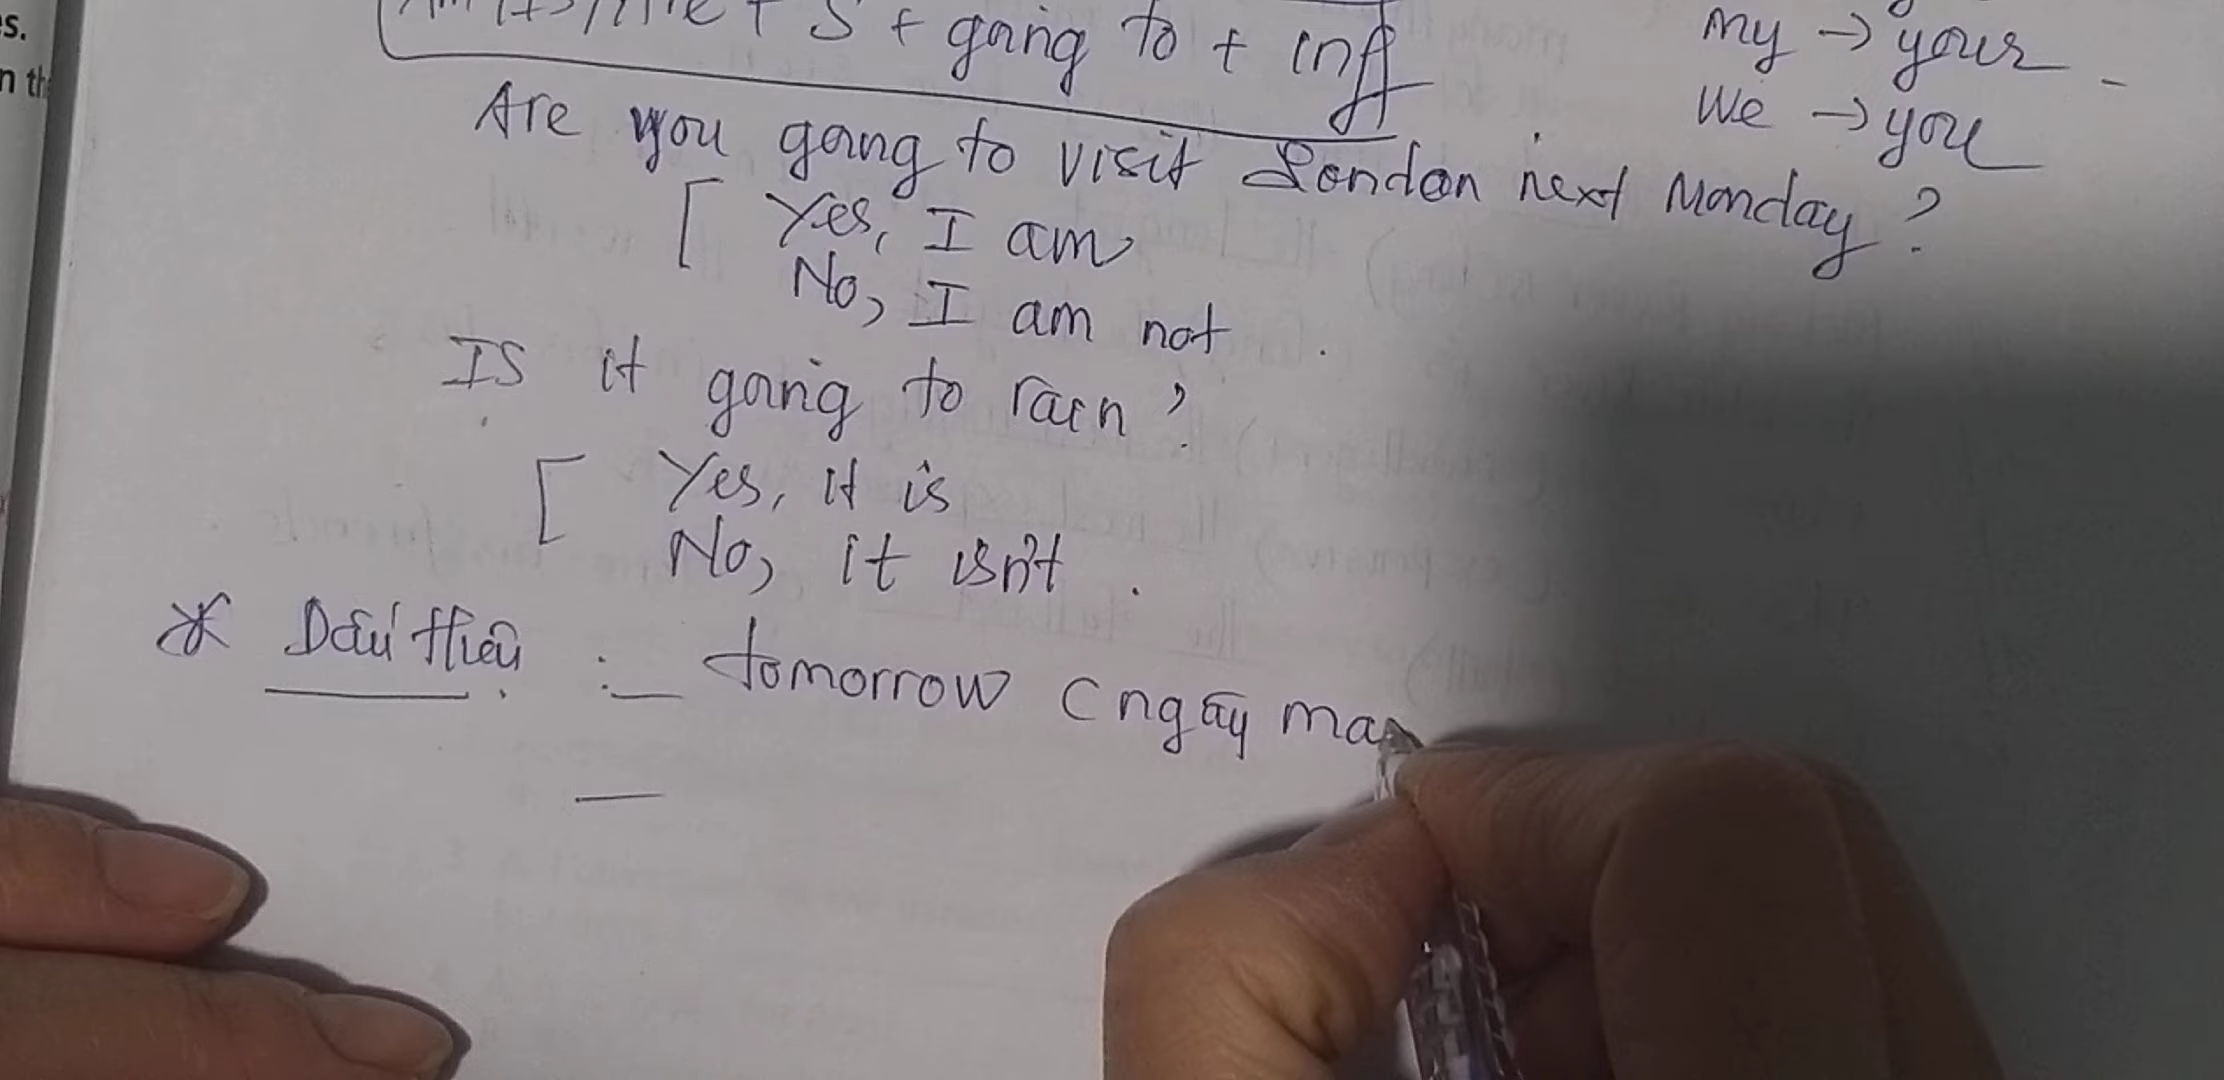 + S + going to + inf
my → your
we → you
Are you going to visit London next Monday?
Yes, I am
No, I am not.
Is it going to rain?
Yes, it is
No, it isn't.
* Dấu hiệu : - tomorrow (ngày ma
-